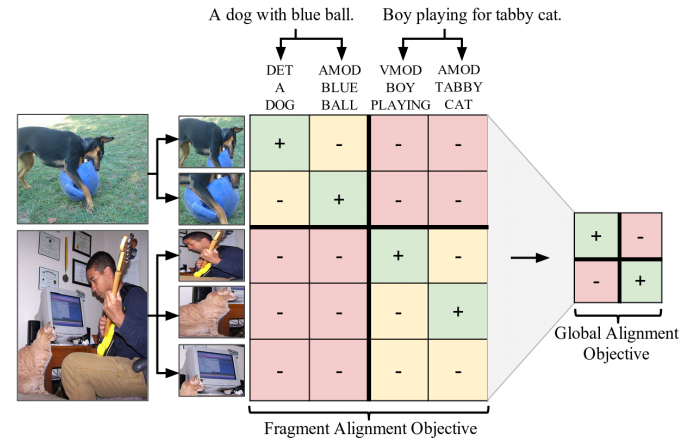 A dog with blue ball. Boy playing for tabby cat.
DET AMOD VMOD AMOD
A BLUE BOY TABBY
DOG BALL PLAYING CAT
+ - - -
- + - -
- - + -
- - - +
- - - -
+ -
- +
Global Alignment
Objective
Fragment Alignment Objective